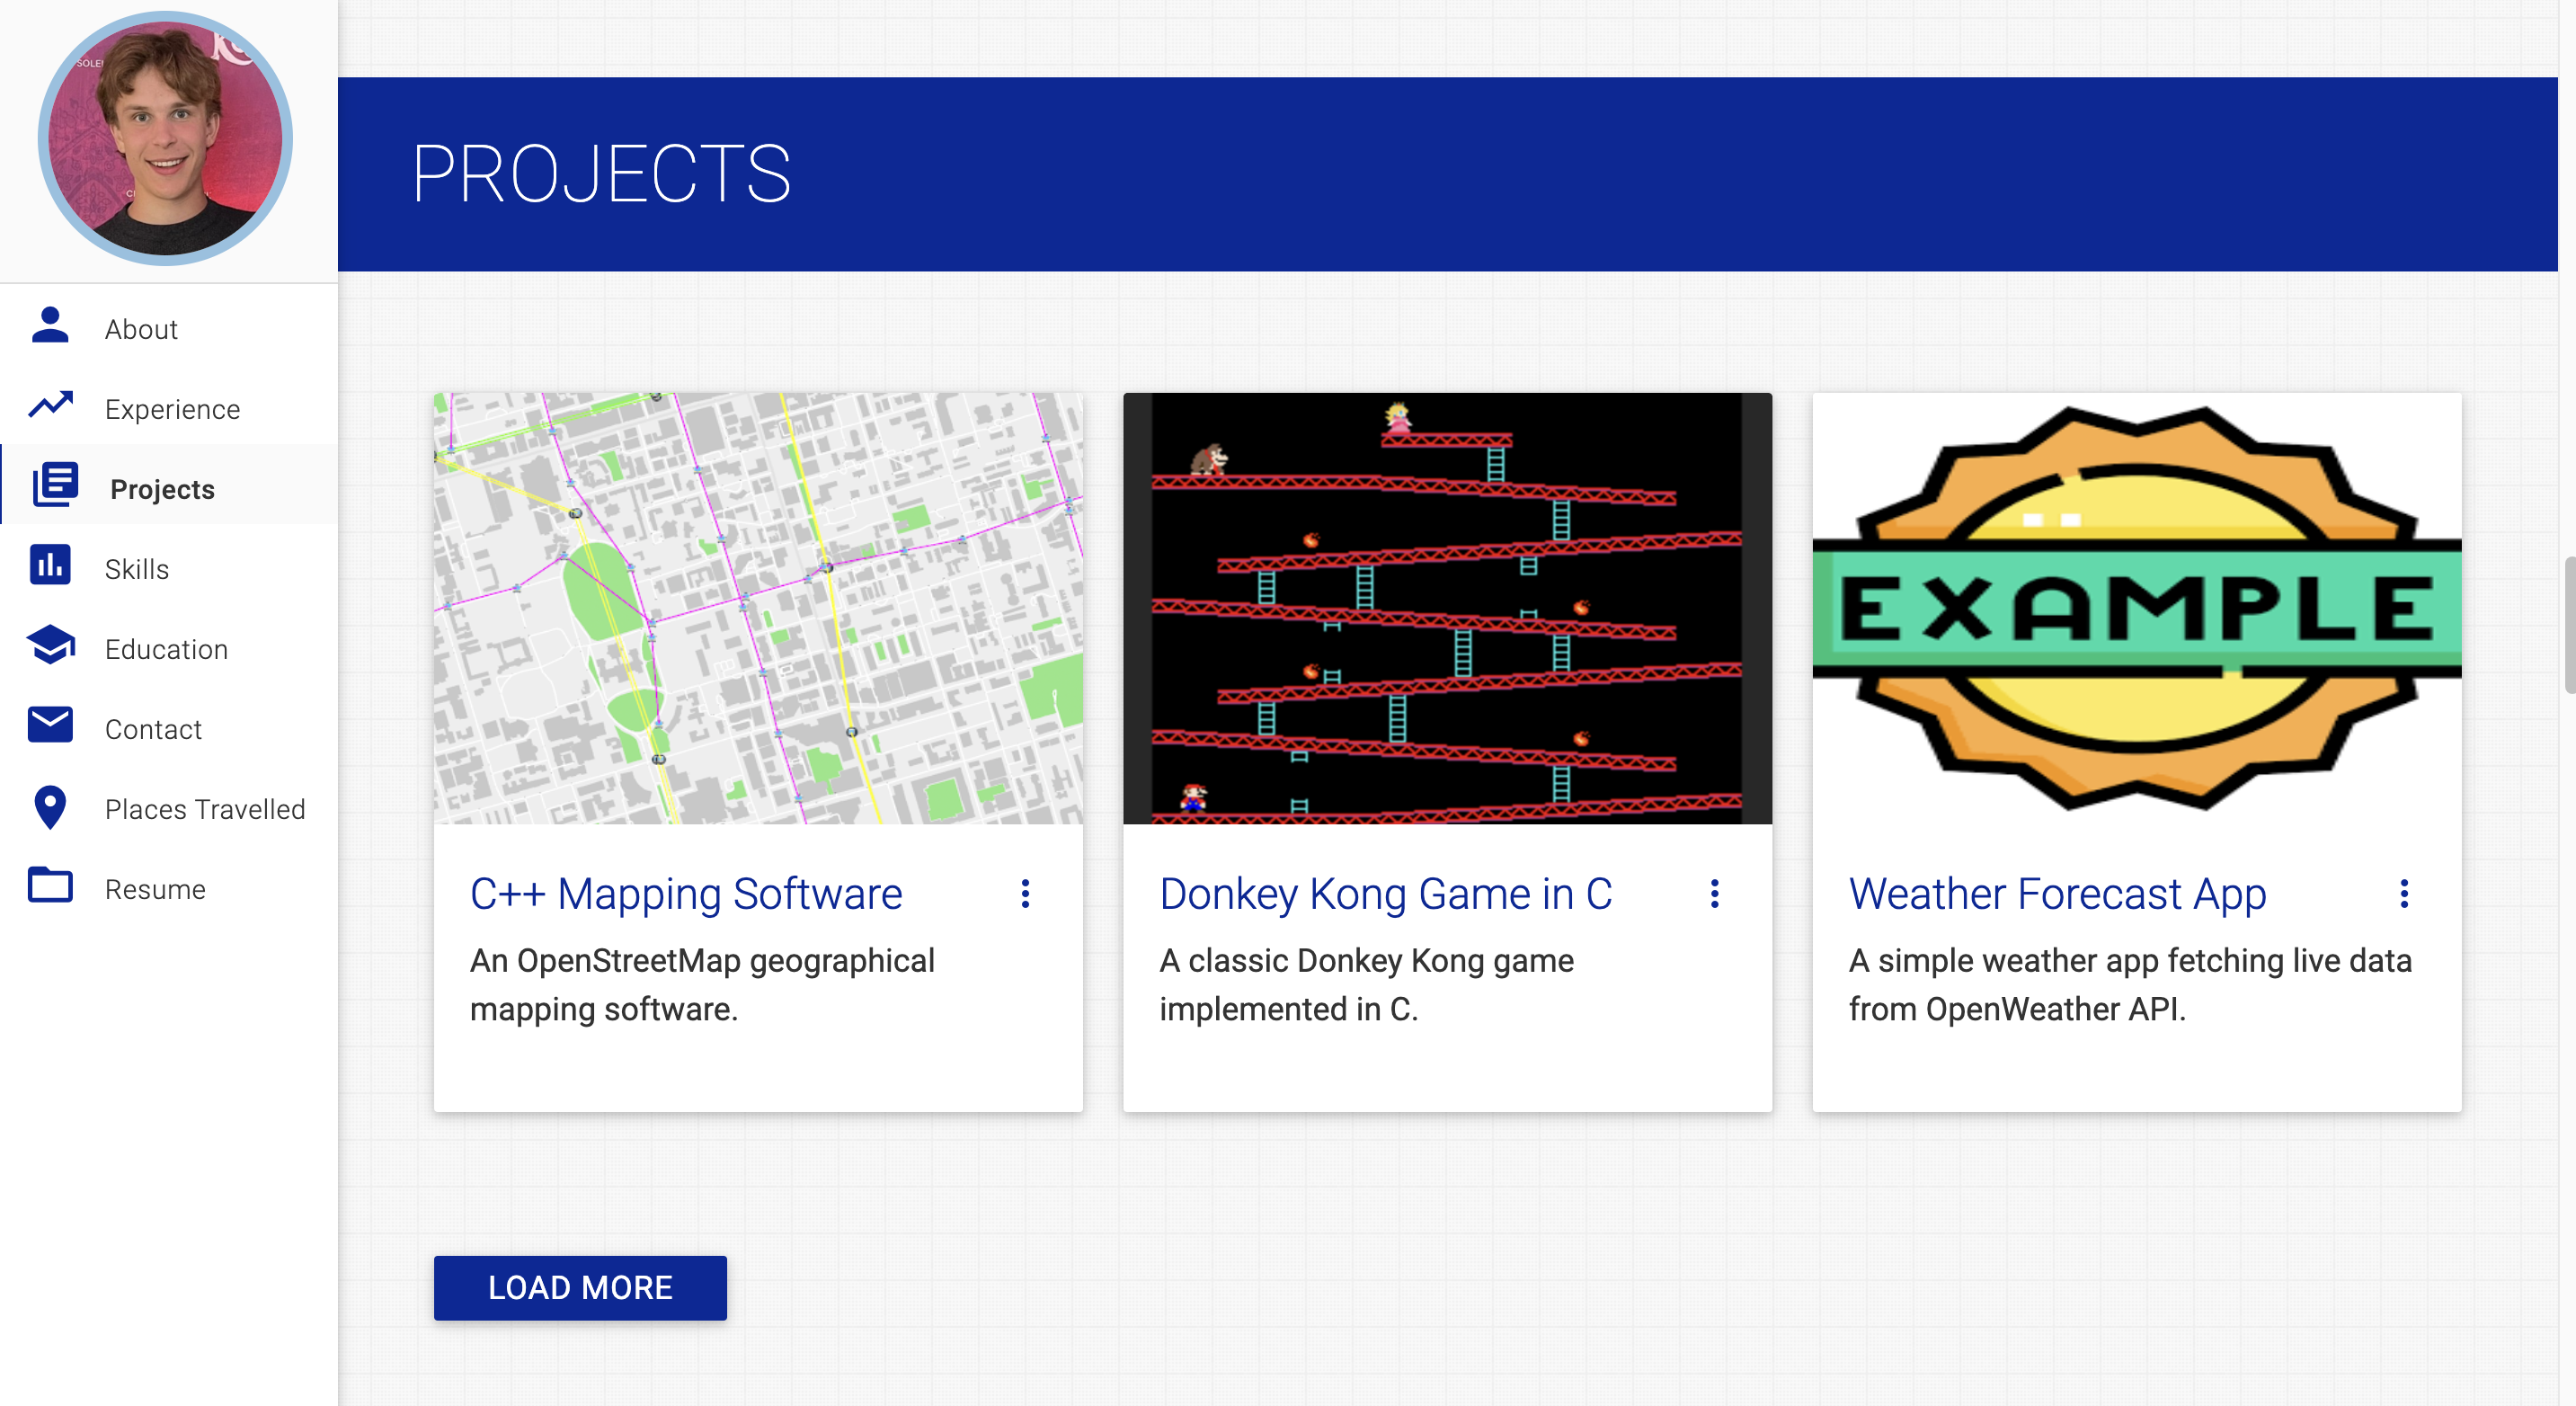 SOLE
PROJECTS
About
Experience
Projects
Skills
Education
Contact
Places Travelled
Resume
EXAMPLE
C++ Mapping Software
An OpenStreetMap geographical
mapping software.
Donkey Kong Game in C
A classic Donkey Kong game
implemented in C.
Weather Forecast App
A simple weather app fetching live data
from OpenWeather API.
LOAD MORE